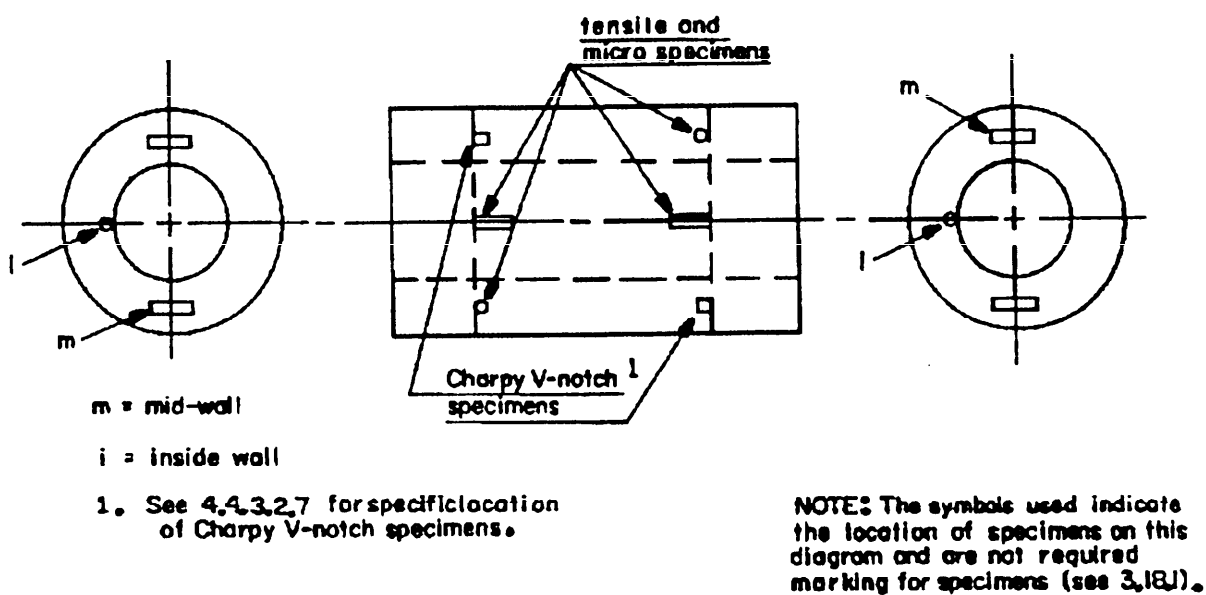 tensile and
micro specimens
m
l
l
m
Charpy V-notch 1
specimens
m = mid-wall
i = inside wall
1. See 4.4.3.2.7 for specific location
of Charpy V-notch specimens.
NOTE: The symbols used indicate
the location of specimens on this
diagram and are not required
marking for specimens (see 3.18.1).